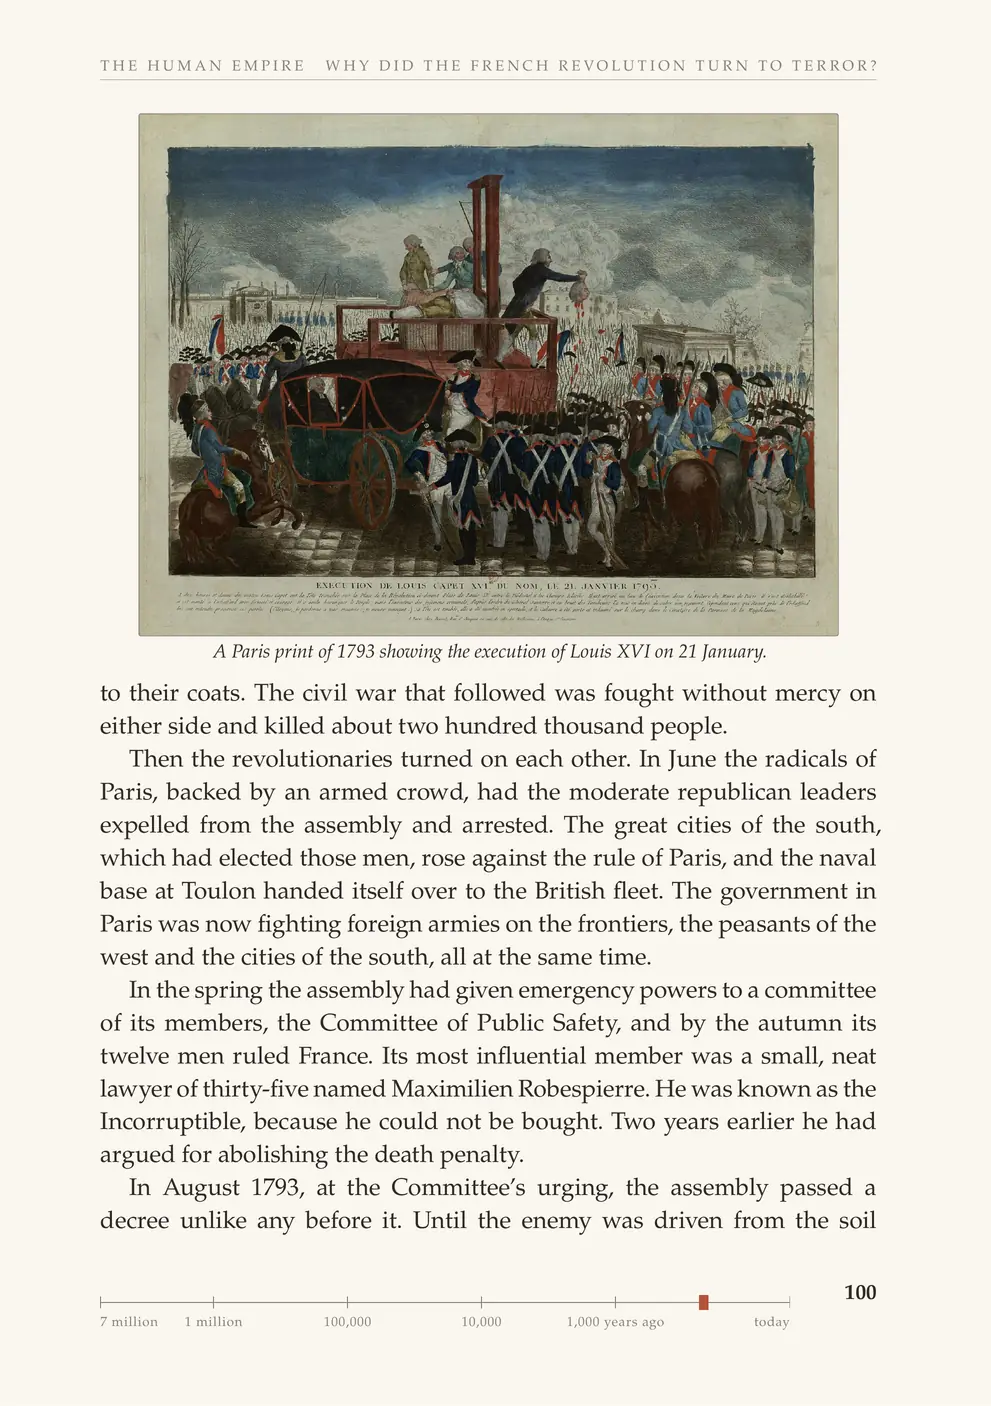 THE HUMAN EMPIRE WHY DID THE FRENCH REVOLUTION TURN TO TERROR?
EXECUTION DE LOUIS CAPET XVI DU NOM, LE 21. JANVIER 1793.
A Paris print of 1793 showing the execution of Louis XVI on 21 January.
to their coats. The civil war that followed was fought without mercy on
either side and killed about two hundred thousand people.
Then the revolutionaries turned on each other. In June the radicals of
Paris, backed by an armed crowd, had the moderate republican leaders
expelled from the assembly and arrested. The great cities of the south,
which had elected those men, rose against the rule of Paris, and the naval
base at Toulon handed itself over to the British fleet. The government in
Paris was now fighting foreign armies on the frontiers, the peasants of the
west and the cities of the south, all at the same time.
In the spring the assembly had given emergency powers to a committee
of its members, the Committee of Public Safety, and by the autumn its
twelve men ruled France. Its most influential member was a small, neat
lawyer of thirty-five named Maximilien Robespierre. He was known as the
Incorruptible, because he could not be bought. Two years earlier he had
argued for abolishing the death penalty.
In August 1793, at the Committee’s urging, the assembly passed a
decree unlike any before it. Until the enemy was driven from the soil
100
7 million 1 million 100,000 10,000 1,000 years ago today